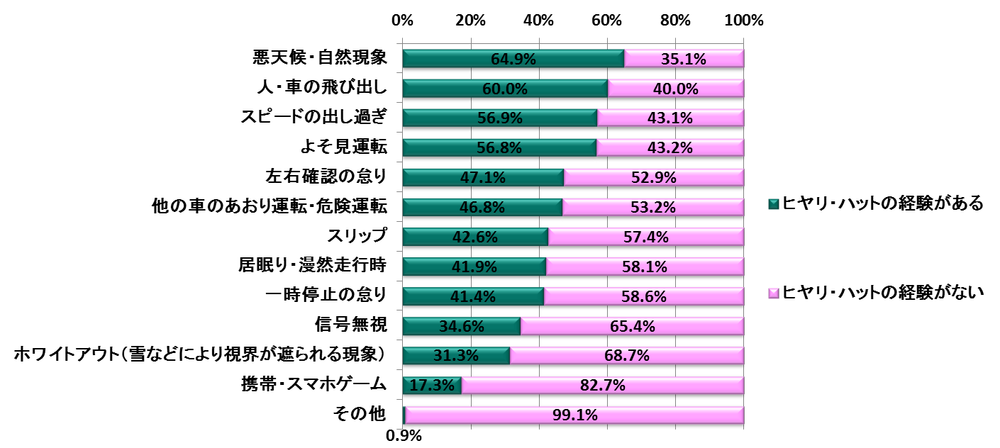 0% 20% 40% 60% 80% 100%
悪天候・自然現象 64.9% 35.1%
人・車の飛び出し 60.0% 40.0%
スピードの出し過ぎ 56.9% 43.1%
よそ見運転 56.8% 43.2%
左右確認の怠り 47.1% 52.9%
他の車のあおり運転・危険運転 46.8% 53.2%
ヒヤリ・ハットの経験がある
スリップ 42.6% 57.4%
居眠り・漫然走行時 41.9% 58.1%
一時停止の怠り 41.4% 58.6%
ヒヤリ・ハットの経験がない
信号無視 34.6% 65.4%
ホワイトアウト（雪などにより視界が遮られる現象） 31.3% 68.7%
携帯・スマホゲーム 17.3% 82.7%
その他 99.1%
0.9%